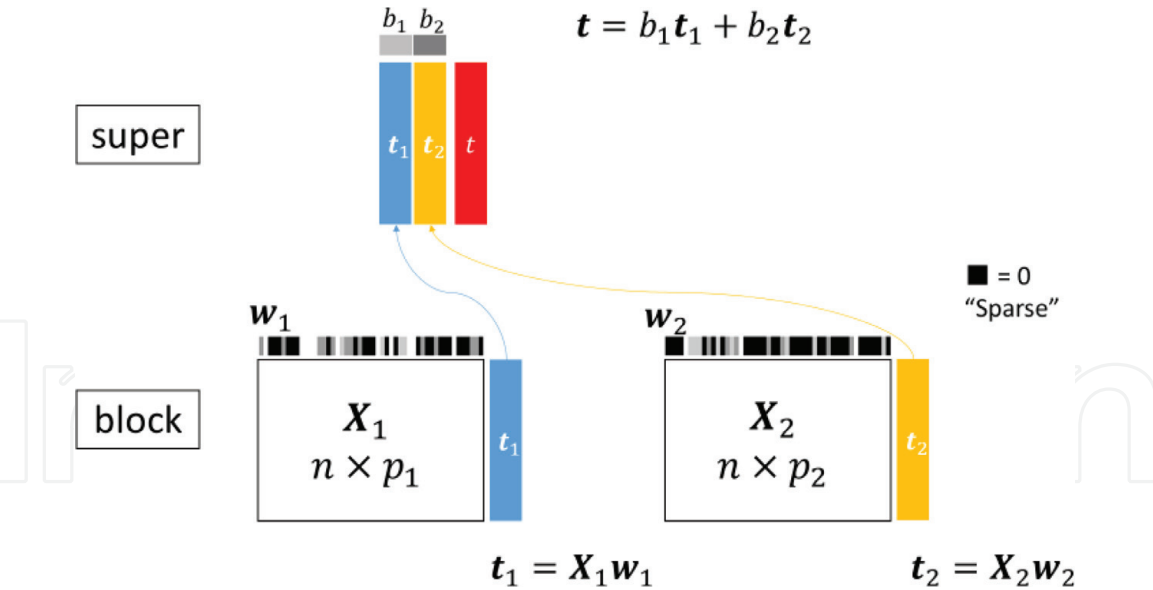 b₁ b₂
t = b₁t₁ + b₂t₂
super
t₁ t₂ t
= 0
“Sparse”
w₁
w₂
block
X₁
n × p₁
t₁
X₂
n × p₂
t₂
t₁ = X₁w₁
t₂ = X₂w₂